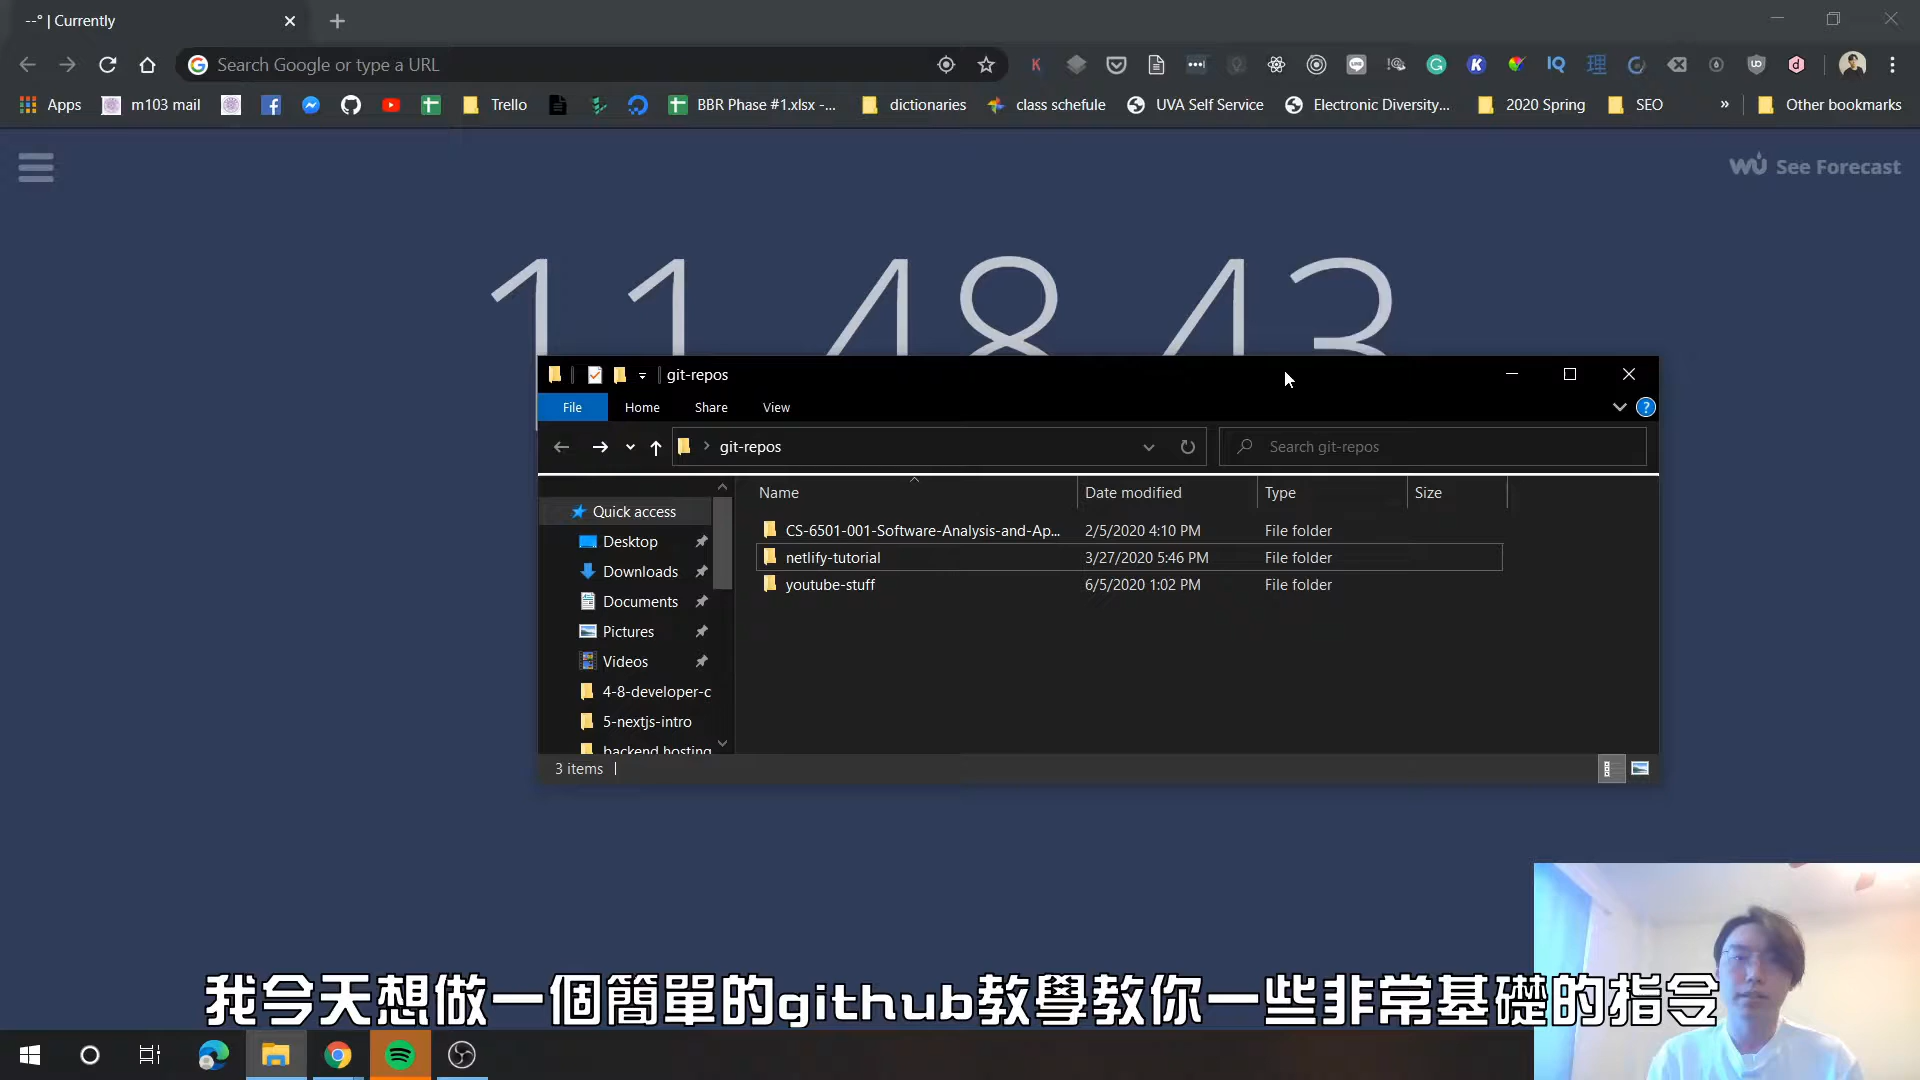 --° | Currently
Search Google or type a URL
Apps
m103 mail
Trello
BBR Phase #1.xlsx -...
dictionaries
class schefule
UVA Self Service
Electronic Diversity...
2020 Spring
SEO
»
Other bookmarks
See Forecast
11 48 43
git-repos
File
Home
Share
View
git-repos
Search git-repos
Name
Date modified
Type
Size
Quick access
Desktop
Downloads
Documents
Pictures
Videos
4-8-developer-c
5-nextjs-intro
backend hosting
CS-6501-001-Software-Analysis-and-Ap...
2/5/2020 4:10 PM
File folder
netlify-tutorial
3/27/2020 5:46 PM
File folder
youtube-stuff
6/5/2020 1:02 PM
File folder
3 items
我今天想做一個簡單的github教學教你一些非常基礎的指令